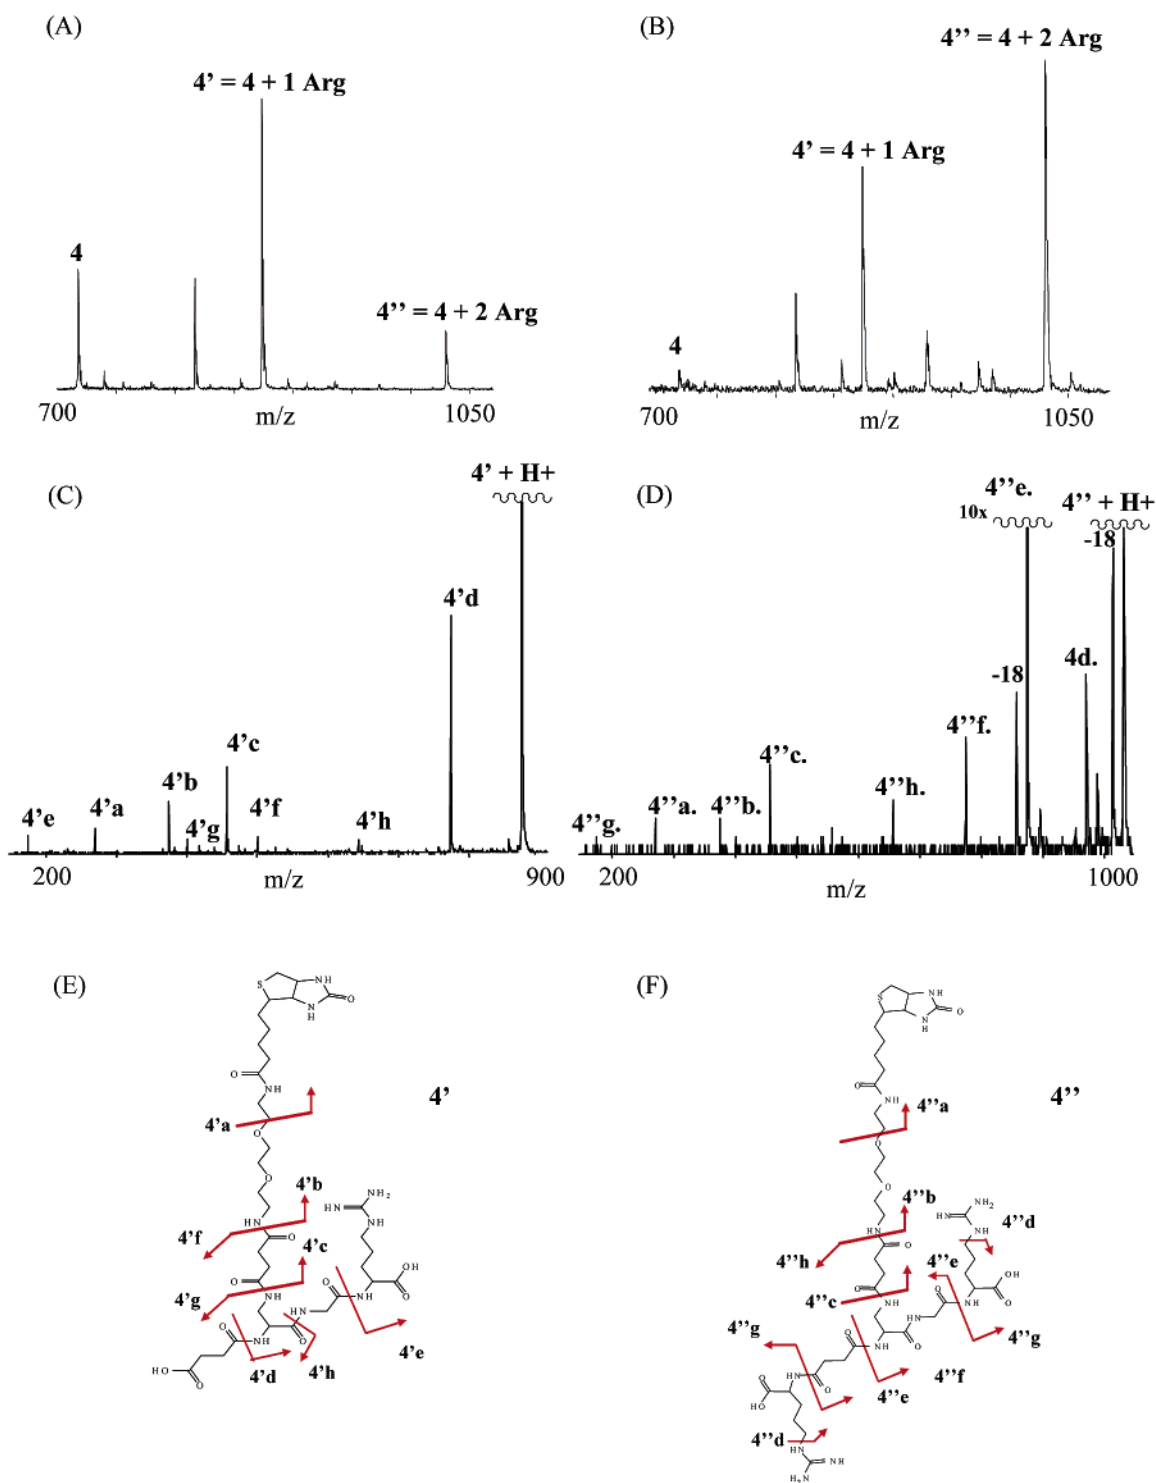 (A)
(B)
4'' = 4 + 2 Arg
4' = 4 + 1 Arg
4' = 4 + 1 Arg
4
4'' = 4 + 2 Arg
4
700
m/z
1050
700
m/z
1050
(C)
4' + H+
(D)
4''e.
10x
4'' + H+
-18
4'd
4d.
-18
4'c
4''f.
4''c.
4'b
4''h.
4'e
4'a
4'g
4'f
4'h
4''g.
4''a.
4''b.
200
m/z
900
200
m/z
1000
(E)
(F)
S
NH
O
N
H
S
NH
O
N
H
O
NH
4'
O
NH
4''
4'a
4''a
O
O
O
O
4'b
NH2
HN
NH
4''b
NH2
HN
NH
4''d
HN
4'f
O
4'c
HN
O
4''e
4''h
OH
O
O
O
OH
O
O
O
4'g
NH
HN
NH
4''c
NH
HN
NH
4''g
4''g
O
NH
O
4'e
O
NH
O
4''f
HO
O
4'd
4'h
O
HN
O
4''e
HO
4''d
HN
NH
H2N